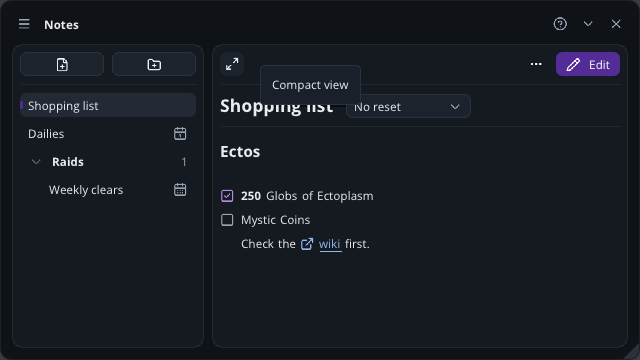 Notes
Edit
Compact view
Shopping list
Dailies
Raids 1
Weekly clears
Shopping list No reset
Ectos
250 Globs of Ectoplasm
Mystic Coins
Check the wiki first.